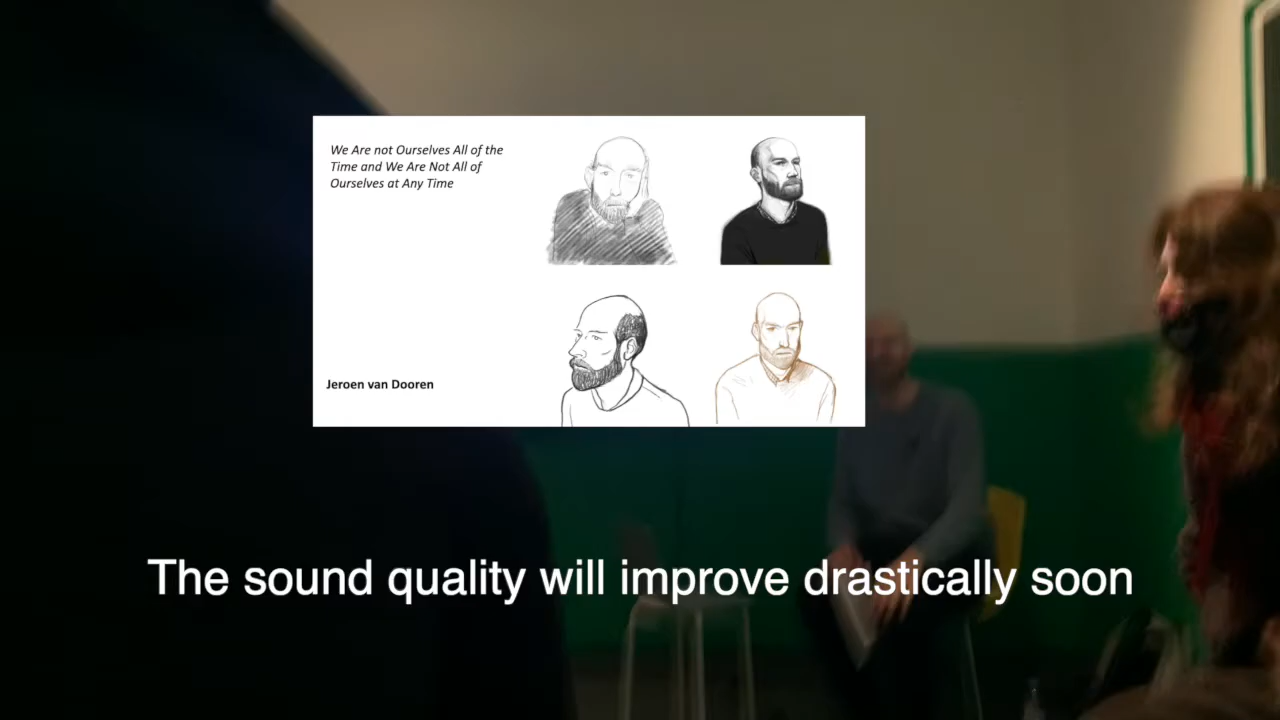 We Are not Ourselves All of the
Time and We Are Not All of
Ourselves at Any Time
Jeroen van Dooren
The sound quality will improve drastically soon